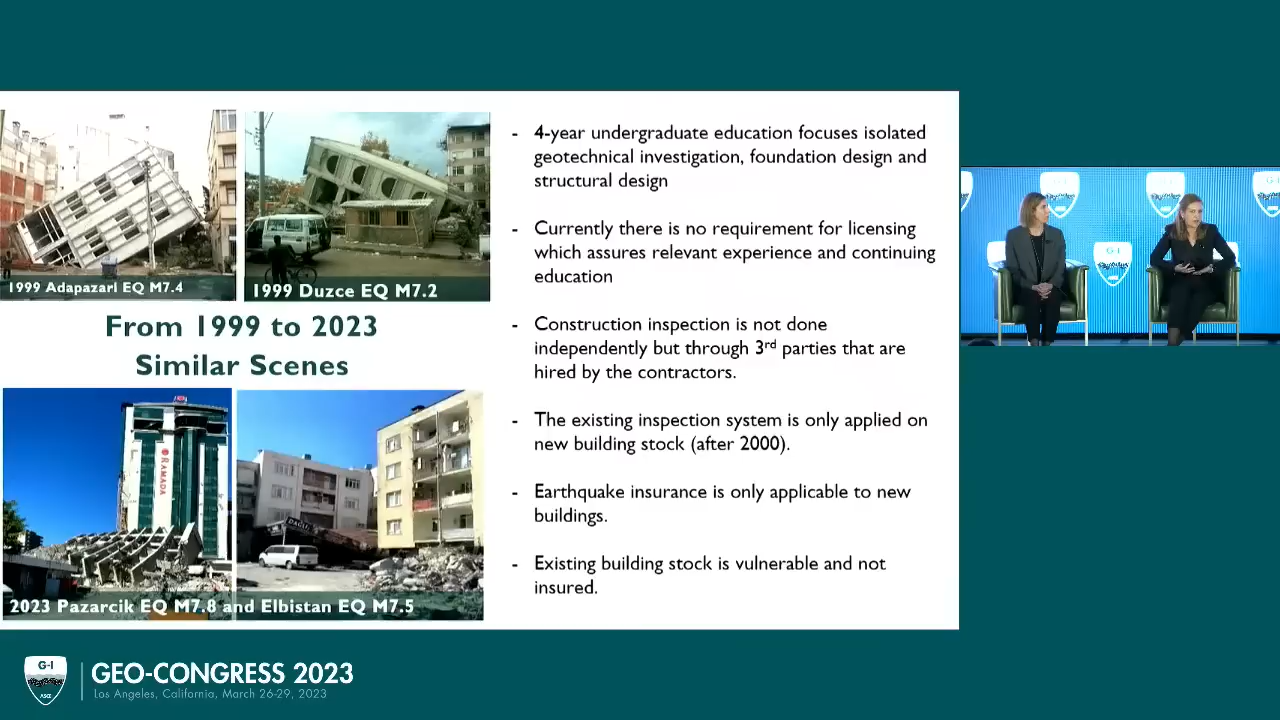 1999 Adapazari EQ M7.4
1999 Duzce EQ M7.2
From 1999 to 2023
Similar Scenes
RAMADA
2023 Pazarcik EQ M7.8 and Elbistan EQ M7.5
- 4-year undergraduate education focuses isolated
geotechnical investigation, foundation design and
structural design
- Currently there is no requirement for licensing
which assures relevant experience and continuing
education
- Construction inspection is not done
independently but through 3rd parties that are
hired by the contractors.
- The existing inspection system is only applied on
new building stock (after 2000).
- Earthquake insurance is only applicable to new
buildings.
- Existing building stock is vulnerable and not
insured.
G-I
G-I
G-I
G-I
ASCE
GEO-CONGRESS 2023
Los Angeles, California, March 26-29, 2023